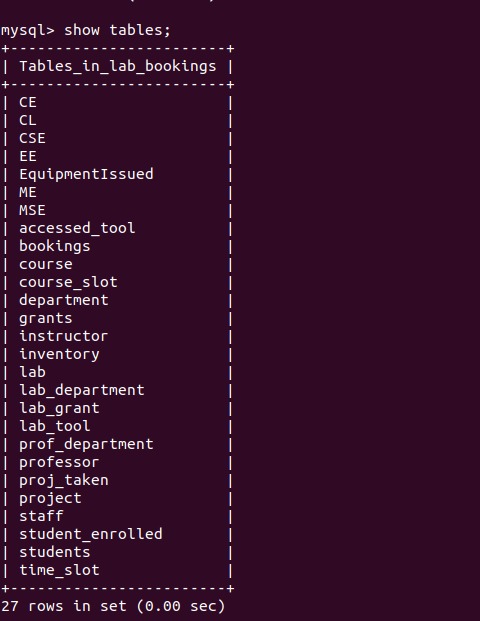 mysql> show tables;
+------------------------+
| Tables_in_lab_bookings |
+------------------------+
| CE                     |
| CL                     |
| CSE                    |
| EE                     |
| EquipmentIssued        |
| ME                     |
| MSE                    |
| accessed_tool          |
| bookings               |
| course                 |
| course_slot            |
| department             |
| grants                 |
| instructor             |
| inventory              |
| lab                    |
| lab_department         |
| lab_grant              |
| lab_tool               |
| prof_department        |
| professor              |
| proj_taken             |
| project                |
| staff                  |
| student_enrolled       |
| students               |
| time_slot              |
+------------------------+
27 rows in set (0.00 sec)